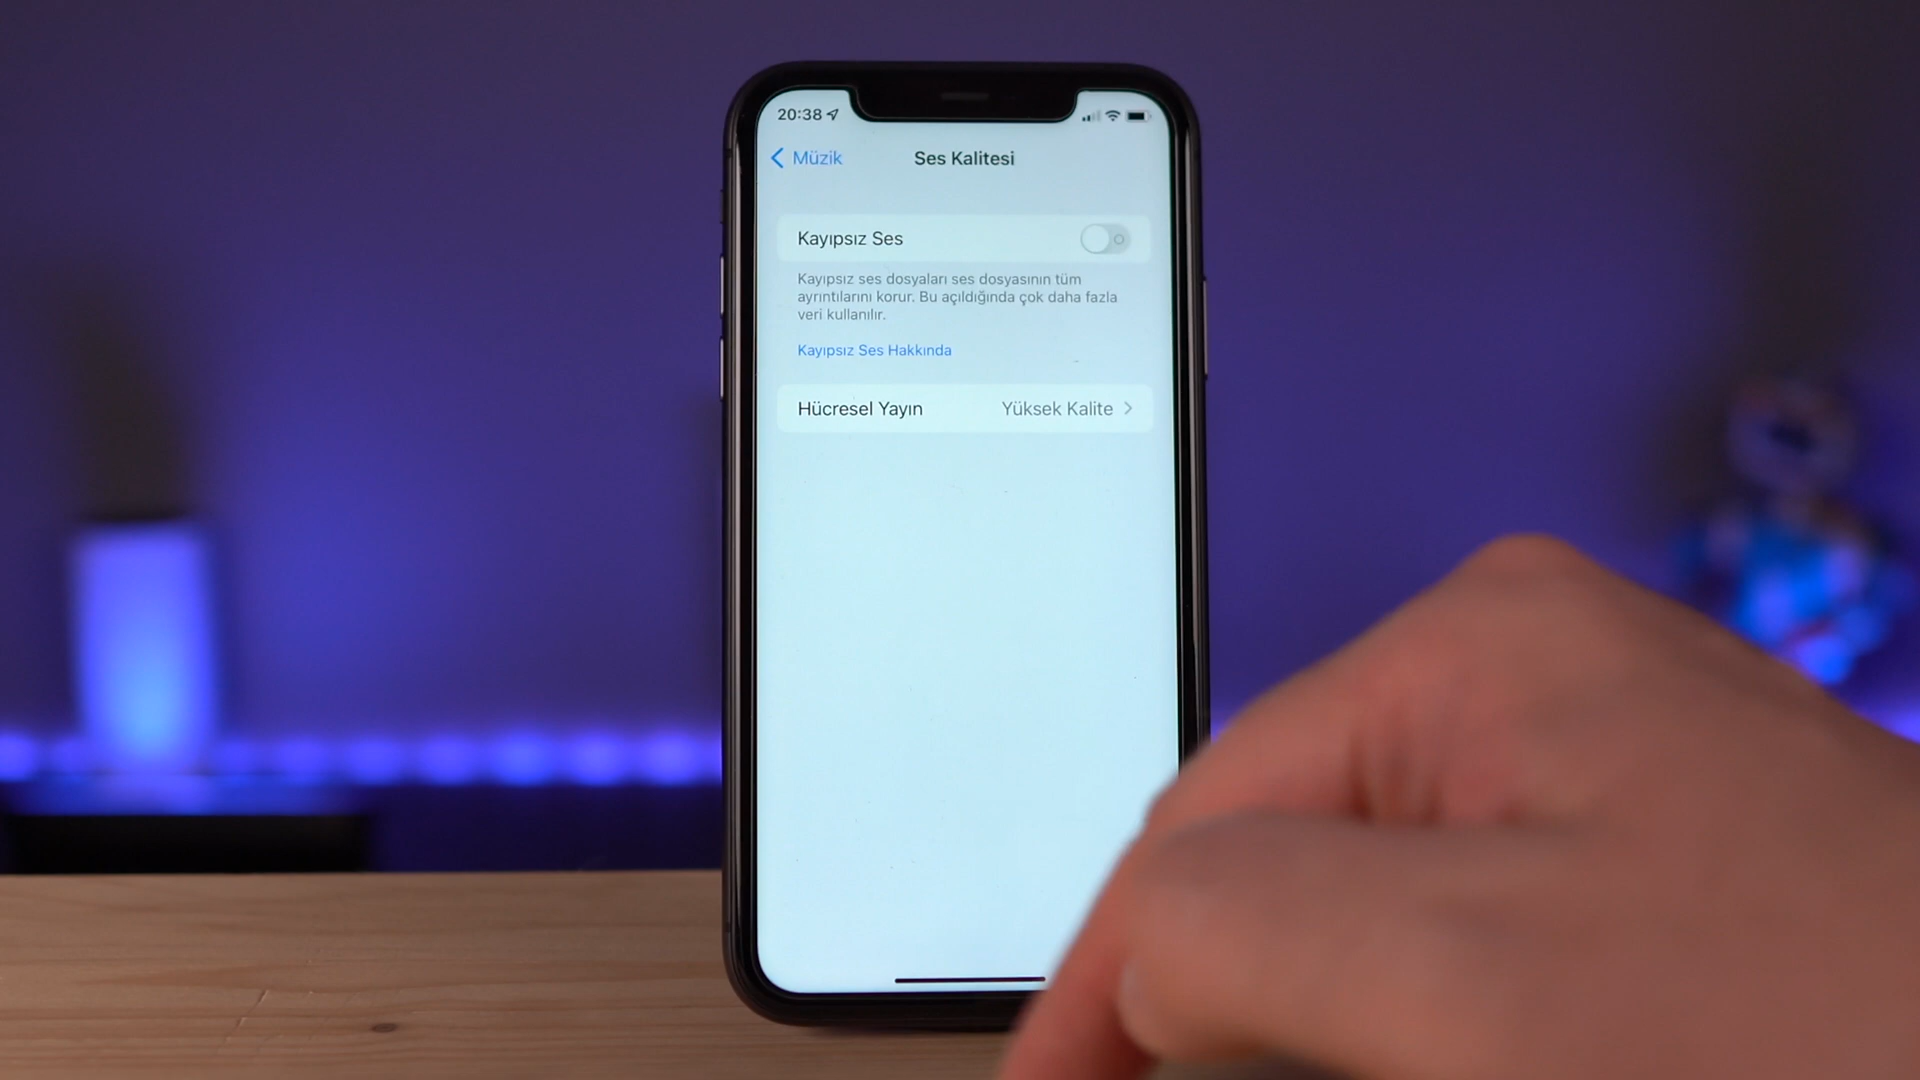 20:38
Müzik
Ses Kalitesi
Kayıpsız Ses
Kayıpsız ses dosyaları ses dosyasının tüm
ayrıntılarını korur. Bu açıldığında çok daha fazla
veri kullanılır.
Kayıpsız Ses Hakkında
Hücresel Yayın Yüksek Kalite